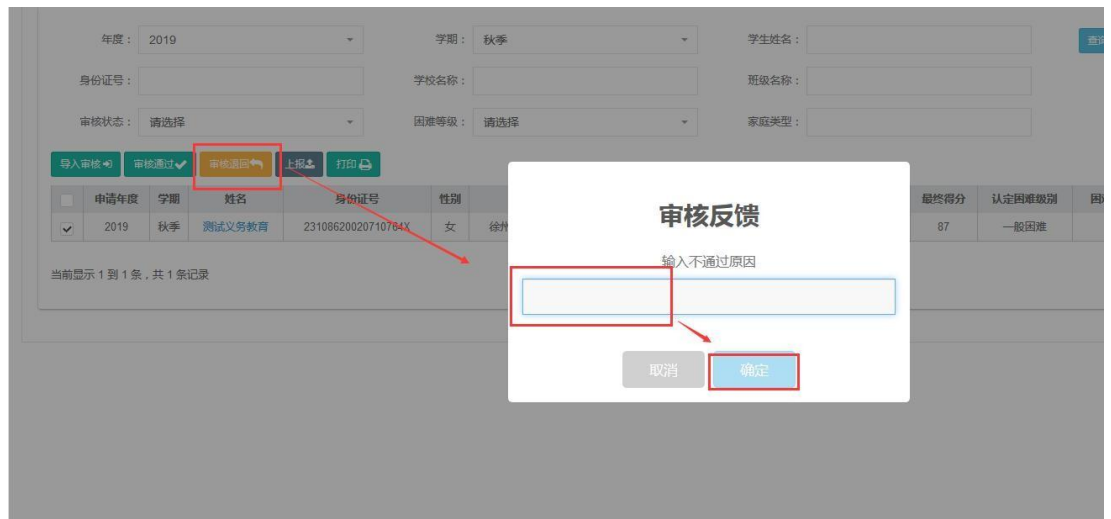 年度： 2019 学期： 秋季 学生姓名：
身份证号： 学校名称： 班级名称：
审核状态： 请选择 困难等级： 请选择 家庭类型：
导入审核 审核通过 审核退回 上报 打印
申请年度 学期 姓名 身份证号 性别 最终得分 认定困难级别
2019 秋季 测试义务教育 23108620020710764X 女 徐州 87 一般困难
当前显示 1 到 1 条，共 1 条记录
审核反馈
输入不通过原因
取消 确定